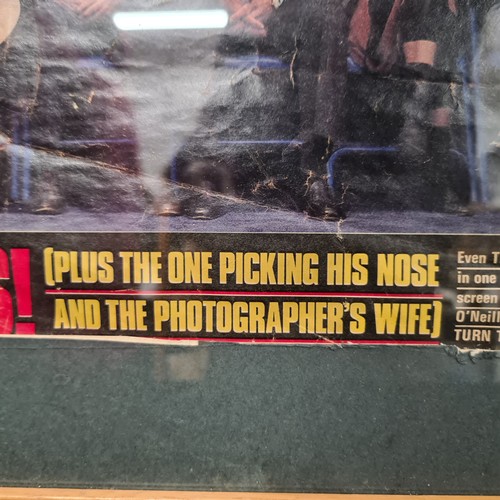 S!
(PLUS THE ONE PICKING HIS NOSE
AND THE PHOTOGRAPHER'S WIFE)
Even T
in one
screen
O'Neill
TURN T